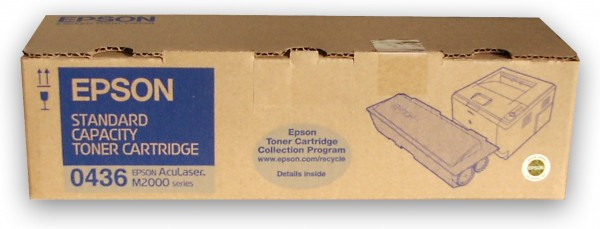 EPSON
EPSON
STANDARD
CAPACITY
TONER CARTRIDGE
0436 EPSON AcuLaser
M2000 series
Epson
Toner Cartridge
Collection Program
www.epson.com/recycle
Details inside
EPSON